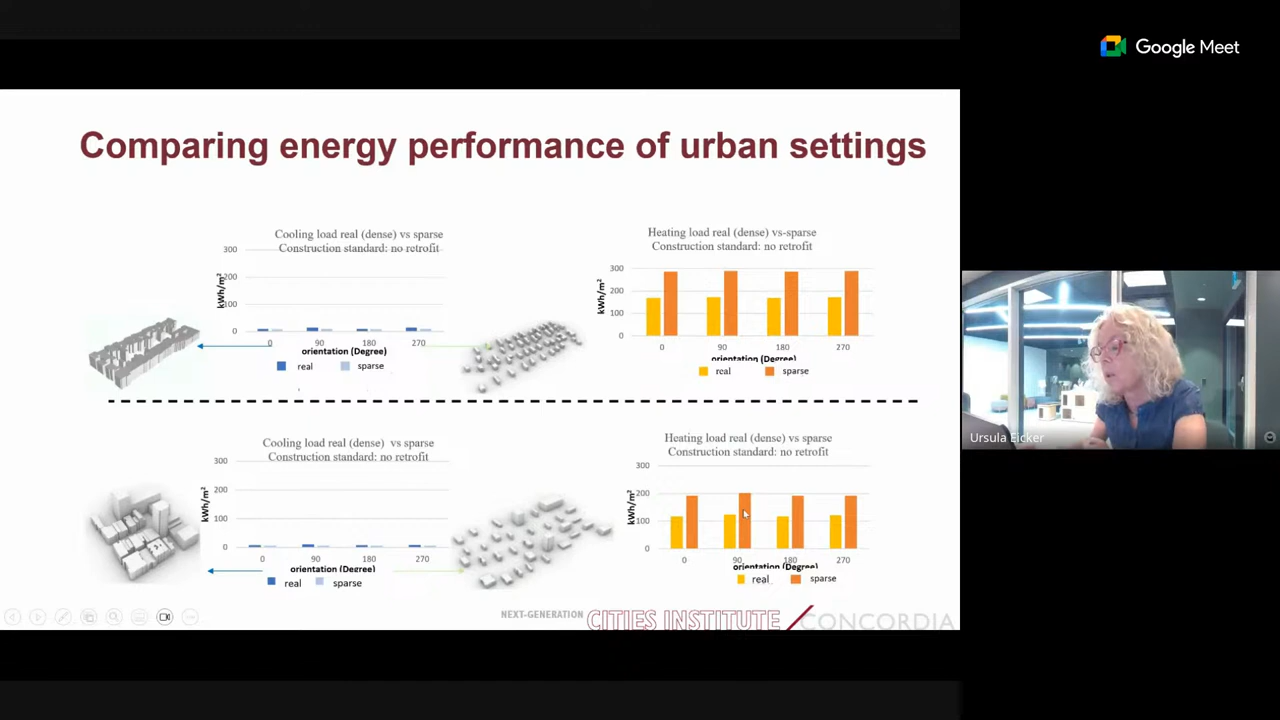 Google Meet
Comparing energy performance of urban settings
Cooling load real (dense) vs sparse
Construction standard: no retrofit
300
200
100
0
kWh/m²
0 90 180 270
orientation (Degree)
real sparse
Heating load real (dense) vs-sparse
Construction standard: no retrofit
300
200
100
0
kWh/m²
0 90 180 270
orientation (Degree)
real sparse
Cooling load real (dense) vs sparse
Construction standard: no retrofit
300
200
100
0
kWh/m²
0 90 180 270
orientation (Degree)
real sparse
Heating load real (dense) vs sparse
Construction standard: no retrofit
300
200
100
0
kWh/m²
0 90 180 270
orientation (Degree)
real sparse
NEXT-GENERATION CITIES INSTITUTE CONCORDIA
Ursula Eicker